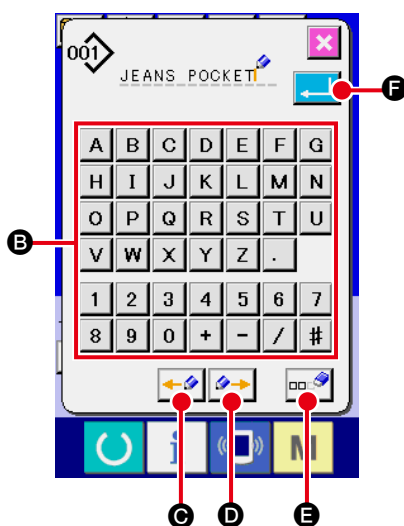 001
JEANS POCKET
F
A B C D E F G
H I J K L M N
O P Q R S T U
B
V W X Y Z .
1 2 3 4 5 6 7
8 9 0 + - / #
i M
C D E